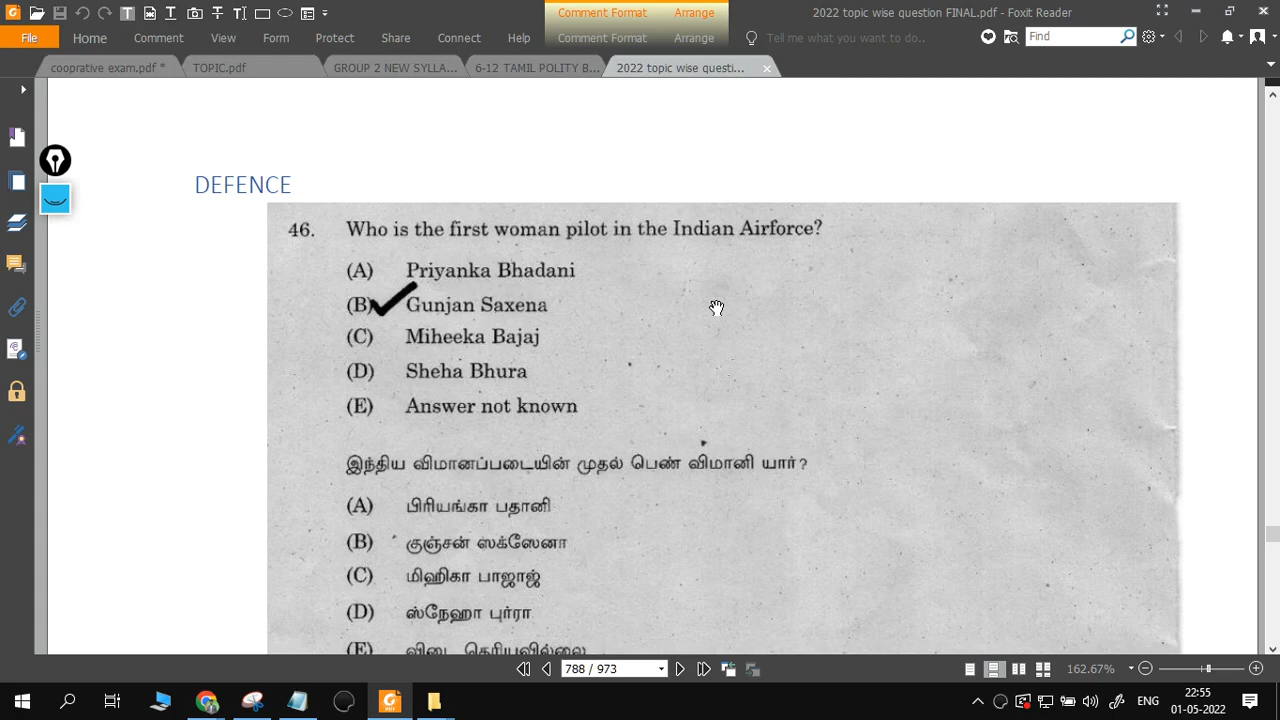 Comment Format
Arrange
2022 topic wise question FINAL.pdf - Foxit Reader
File
Home
Comment
View
Form
Protect
Share
Connect
Help
Comment Format
Arrange
Tell me what you want to do..
Find
cooprative exam.pdf *
TOPIC.pdf
GROUP 2 NEW SYLLA...
6-12 TAMIL POLITY B...
2022 topic wise questi...
DEFENCE
46. Who is the first woman pilot in the Indian Airforce?
(A) Priyanka Bhadani
(B) Gunjan Saxena
(C) Miheeka Bajaj
(D) Sheha Bhura
(E) Answer not known
இந்திய விமானப்படையின் முதல் பெண் விமானி யார்?
(A) பிரியங்கா பதானி
(B) குஞ்சன் ஸக்ஸேனா
(C) மிஹிகா பாஜாஜ்
(D) ஸ்நேஹா புர்ரா
(E) விடை தெரியவில்லை
788 / 973
162.67%
ENG
22:55
01-05-2022